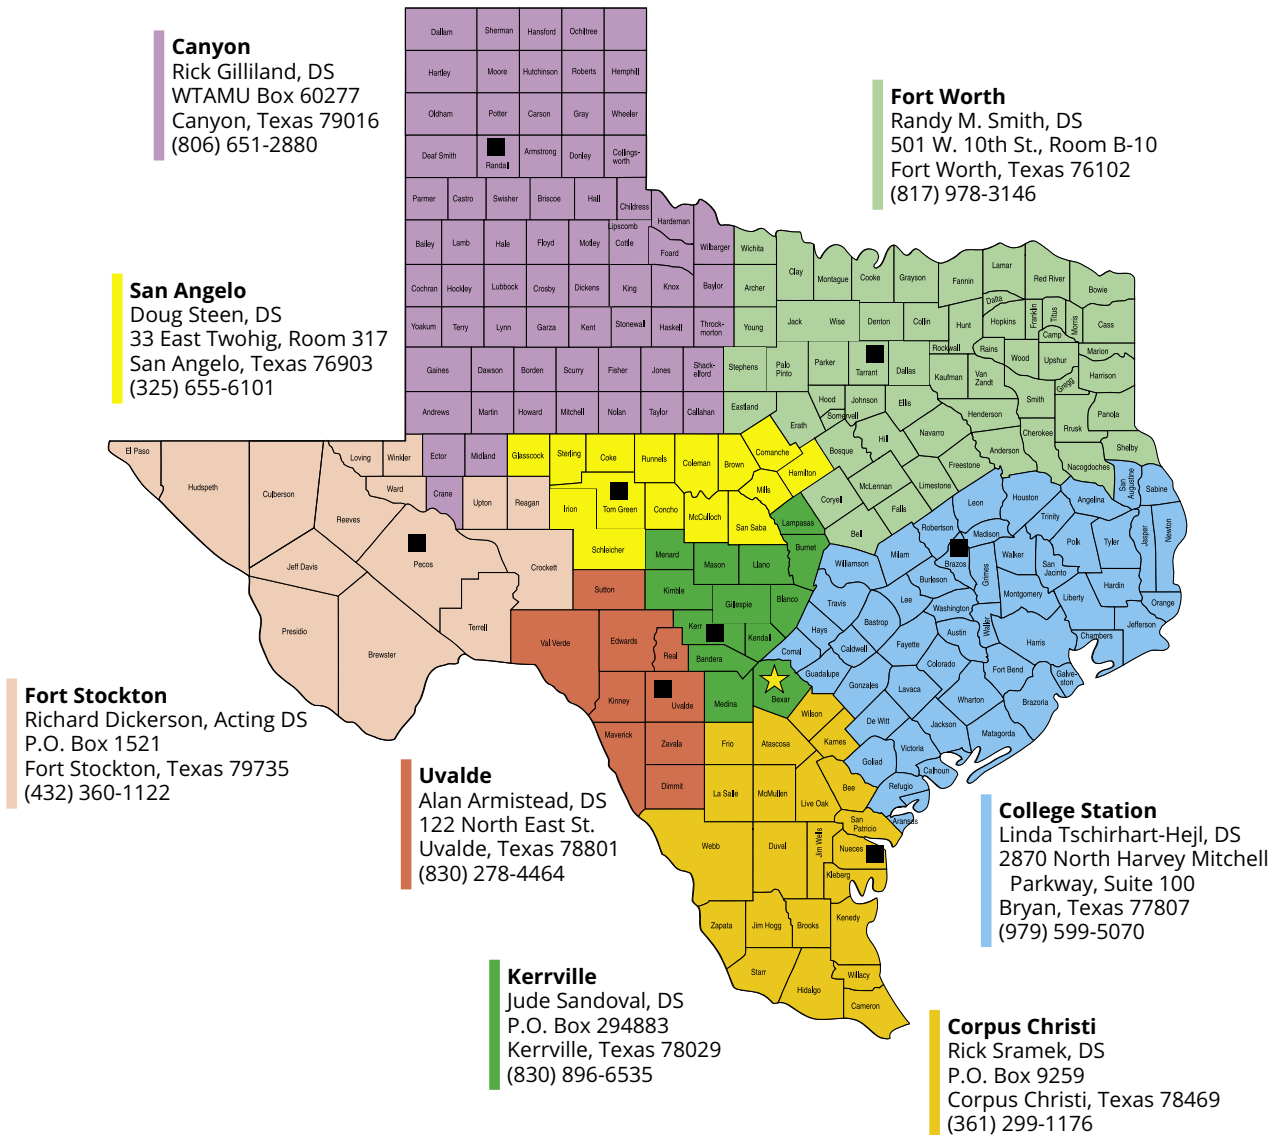 Canyon
Rick Gilliland, DS
WTAMU Box 60277
Canyon, Texas 79016
(806) 651-2880
Fort Worth
Randy M. Smith, DS
501 W. 10th St., Room B-10
Fort Worth, Texas 76102
(817) 978-3146
San Angelo
Doug Steen, DS
33 East Twohig, Room 317
San Angelo, Texas 76903
(325) 655-6101
Fort Stockton
Richard Dickerson, Acting DS
P.O. Box 1521
Fort Stockton, Texas 79735
(432) 360-1122
Uvalde
Alan Armistead, DS
122 North East St.
Uvalde, Texas 78801
(830) 278-4464
College Station
Linda Tschirhart-Hejl, DS
2870 North Harvey Mitchell
Parkway, Suite 100
Bryan, Texas 77807
(979) 599-5070
Kerrville
Jude Sandoval, DS
P.O. Box 294883
Kerrville, Texas 78029
(830) 896-6535
Corpus Christi
Rick Sramek, DS
P.O. Box 9259
Corpus Christi, Texas 78469
(361) 299-1176
Dallam Sherman Hansford Ochiltree
Hartley Moore Hutchinson Roberts Hemphill
Oldham Potter Carson Gray Wheeler
Deaf Smith Randall Armstrong Donley Collings-
worth
Parmer Castro Swisher Briscoe Hall Childress
Lipscomb Hardeman
Bailey Lamb Hale Floyd Motley Cottle Foard Wilbarger Wichita
Cochran Hockley Lubbock Crosby Dickens King Knox Baylor Archer
Clay Montague Cooke Grayson Fannin Lamar Red River Bowie
Yoakum Terry Lynn Garza Kent Stonewall Haskell Throck-
morton Young Jack Wise Denton Collin Hunt Delta Hopkins Franklin Titus Camp Morris Cass
Gaines Dawson Borden Scurry Fisher Jones Shack-
elford Stephens Palo
Pinto Parker Tarrant Dallas Rockwall Kaufman Rains Van
Zandt Wood Upshur Marion Gregg Harrison
Andrews Martin Howard Mitchell Nolan Taylor Callahan Eastland Erath Hood Somervell Johnson Ellis Henderson Smith Rrusk Panola
El Paso Hudspeth Culberson Loving Winkler Ector Midland Glasscock Sterling Coke Runnels Coleman Brown Comanche Hamilton Bosque Hill Navarro Freestone Anderson Cherokee Nacogdoches Shelby
Reeves Ward Crane Upton Reagan Irion Tom Green Concho McCulloch San Saba Mills Lampasas Coryell McLennan Limestone Falls Bell Leon Houston Angelina San
Augustine Sabine
Jeff Davis Pecos Crockett Schleicher Menard Mason Llano Burnet Williamson Milam Robertson Brazos Madison Walker Trinity Polk Tyler Jasper Newton
Presidio Brewster Terrell Sutton Kimble Gillespie Blanco Travis Lee Burleson Washington Grimes Montgomery San
Jacinto Liberty Hardin Orange
Val Verde Edwards Real Kerr Kendall Bandera Comal Hays Caldwell Bastrop Fayette Austin Waller Harris Chambers Jefferson
Kinney Uvalde Medina Bexar Guadalupe Gonzales Lavaca Colorado Wharton Fort Bend Brazoria Galve-
ston
Maverick Zavala Frio Atascosa Wilson Karnes De Witt Jackson Matagorda
Dimmit La Salle McMullen Live Oak Bee Goliad Victoria Calhoun Refugio Aransas
Webb Duval Jim Wells San
Patricio Nueces Kleberg
Zapata Jim Hogg Brooks Kenedy
Starr Hidalgo Willacy Cameron